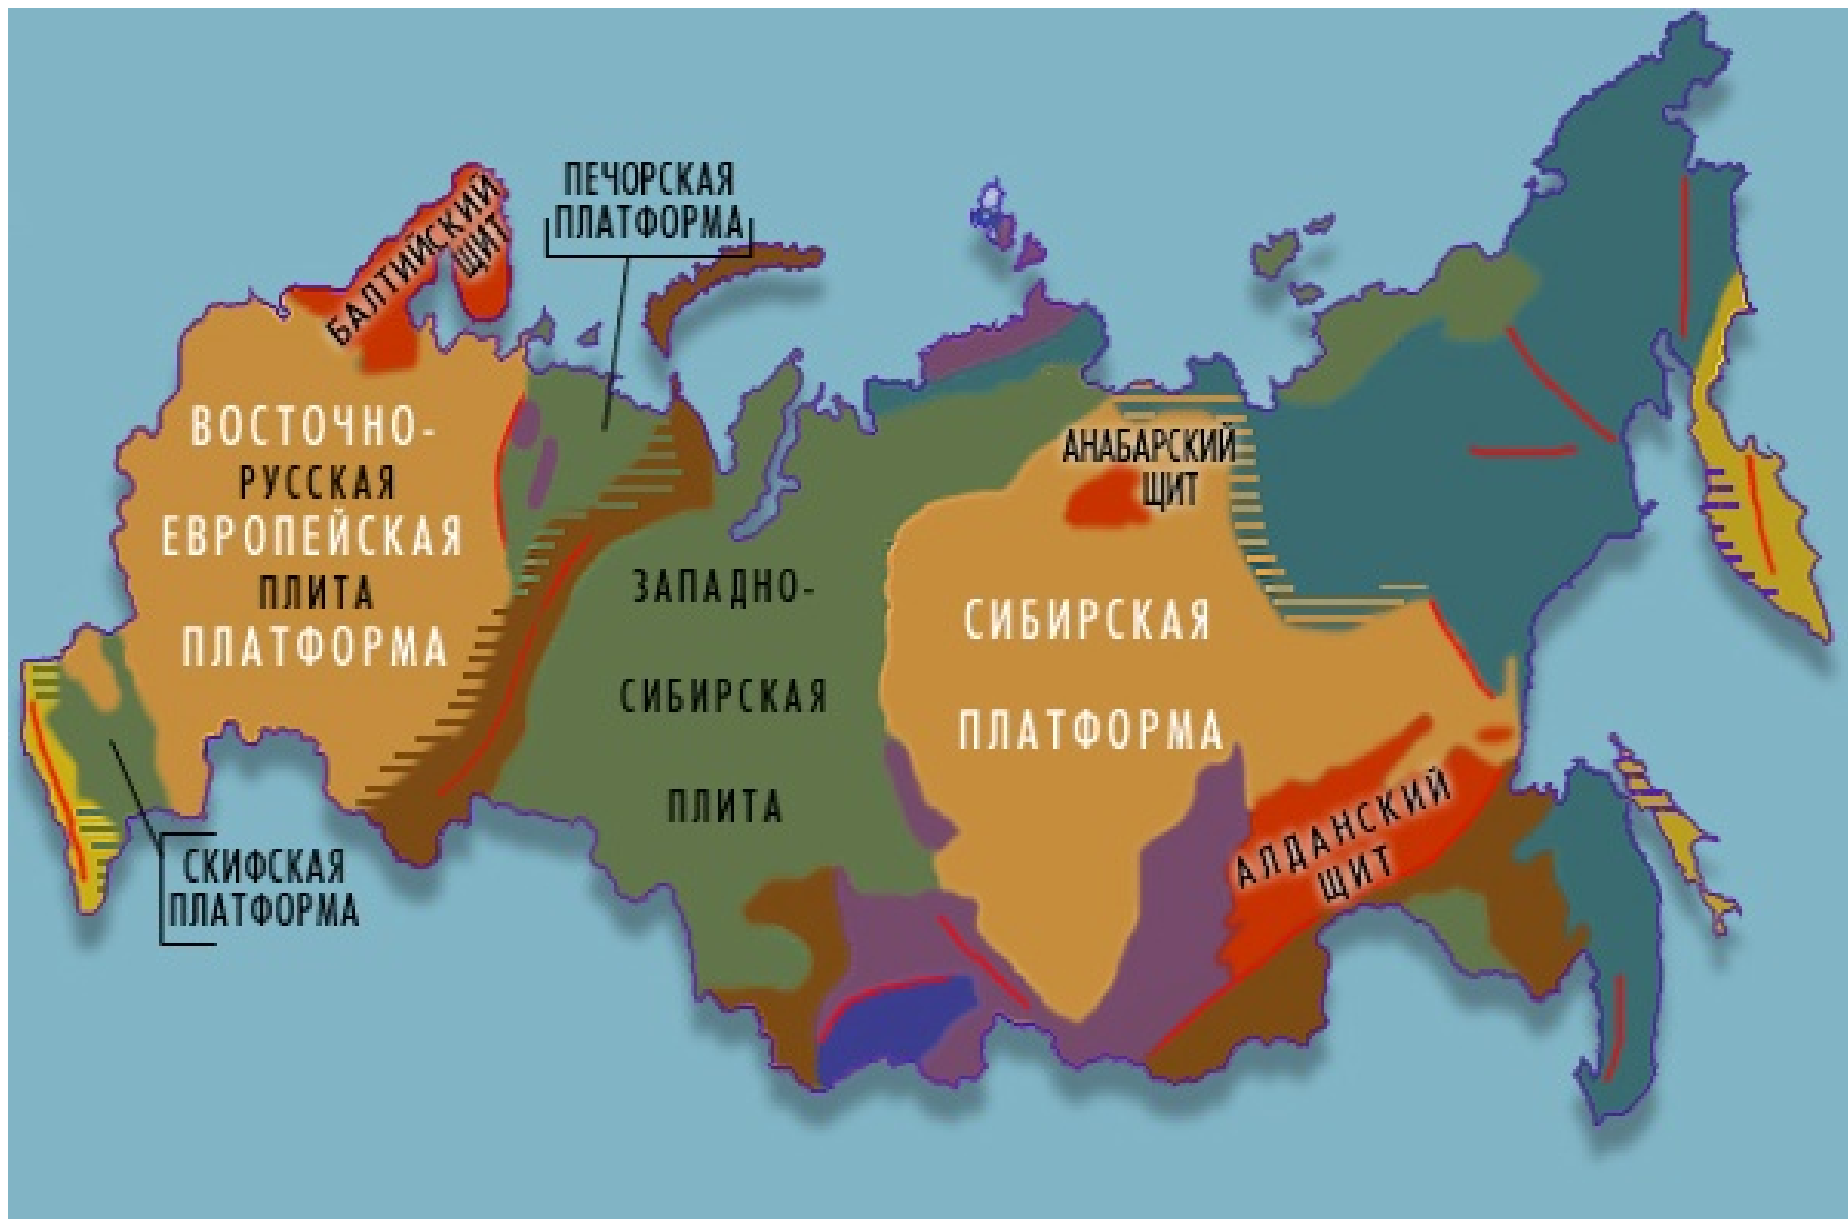 ПЕЧОРСКАЯ
ПЛАТФОРМА
БАЛТИЙСКИЙ
ЩИТ
ВОСТОЧНО-
РУССКАЯ
ЕВРОПЕЙСКАЯ
ПЛИТА
ПЛАТФОРМА
АНАБАРСКИЙ
ЩИТ
ЗАПАДНО-
СИБИРСКАЯ
ПЛИТА
СИБИРСКАЯ
ПЛАТФОРМА
АЛДАНСКИЙ
ЩИТ
СКИФСКАЯ
ПЛАТФОРМА